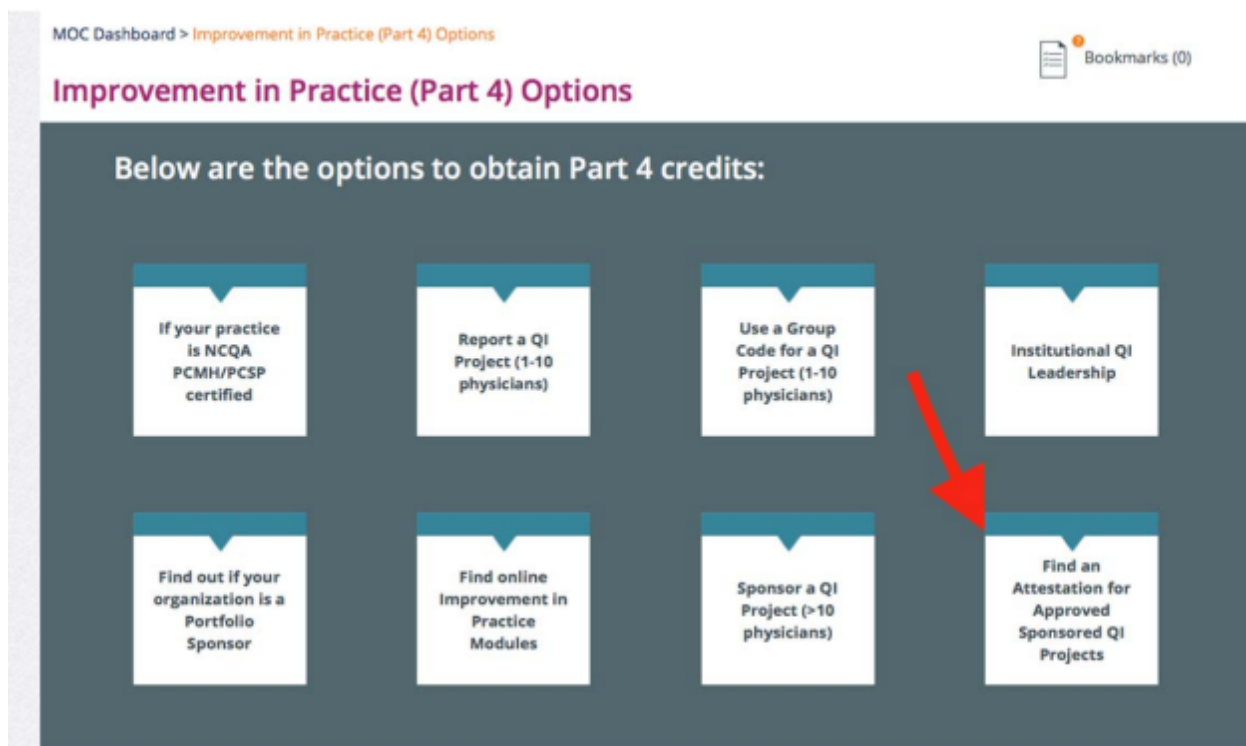 MOC Dashboard > Improvement in Practice (Part 4) Options
Bookmarks (0)
Improvement in Practice (Part 4) Options
Below are the options to obtain Part 4 credits:
If your practice
is NCQA
PCMH/PCSP
certified
Report a QI
Project (1-10
physicians)
Use a Group
Code for a QI
Project (1-10
physicians)
Institutional QI
Leadership
Find out if your
organization is a
Portfolio
Sponsor
Find online
Improvement in
Practice
Modules
Sponsor a QI
Project (>10
physicians)
Find an
Attestation for
Approved
Sponsored QI
Projects